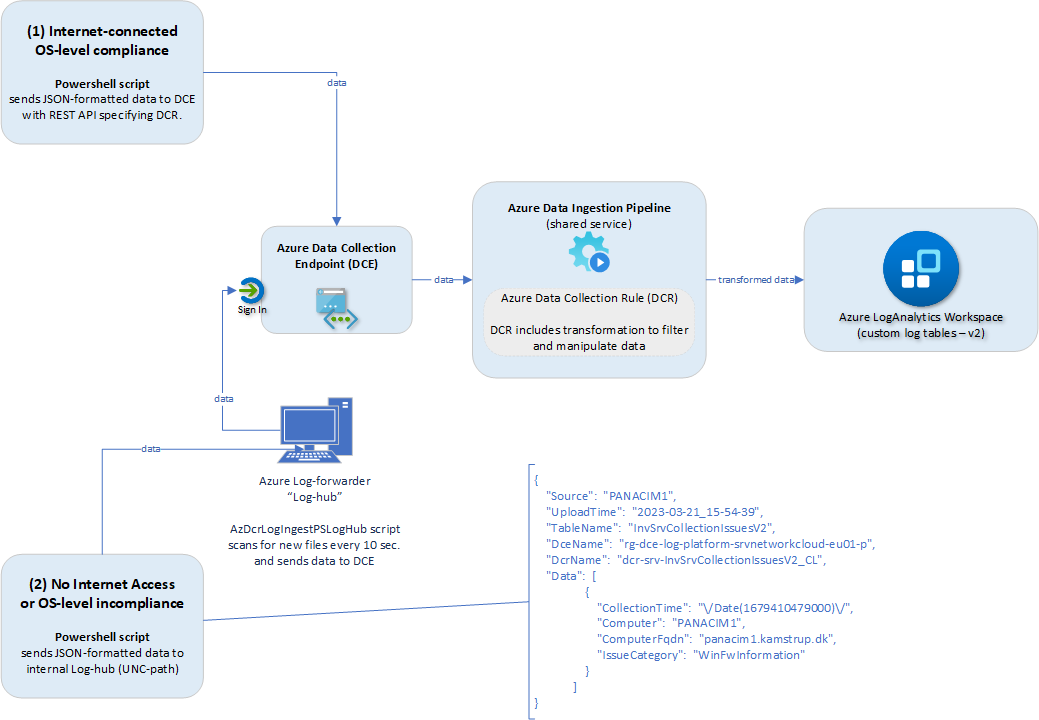 (1) Internet-connected
OS-level compliance
Powershell script
sends JSON-formatted data to DCE
with REST API specifying DCR.
data
Azure Data Collection
Endpoint (DCE)
Sign In
data
Azure Data Ingestion Pipeline
(shared service)
Azure Data Collection Rule (DCR)
DCR includes transformation to filter
and manipulate data
transformed data
Azure LogAnalytics Workspace
(custom log tables – v2)
data
data
Azure Log-forwarder
“Log-hub”
AzDcrLogIngestPSLogHub script
scans for new files every 10 sec.
and sends data to DCE
(2) No Internet Access
or OS-level incompliance
Powershell script
sends JSON-formatted data to
internal Log-hub (UNC-path)
{
"Source": "PANACIM1",
"UploadTime": "2023-03-21_15-54-39",
"TableName": "InvSrvCollectionIssuesV2",
"DceName": "rg-dce-log-platform-srvnetworkcloud-eu01-p",
"DcrName": "dcr-srv-InvSrvCollectionIssuesV2_CL",
"Data": [
{
"CollectionTime": "\/Date(1679410479000)\/",
"Computer": "PANACIM1",
"ComputerFqdn": "panacim1.kamstrup.dk",
"IssueCategory": "WinFwInformation"
}
]
}